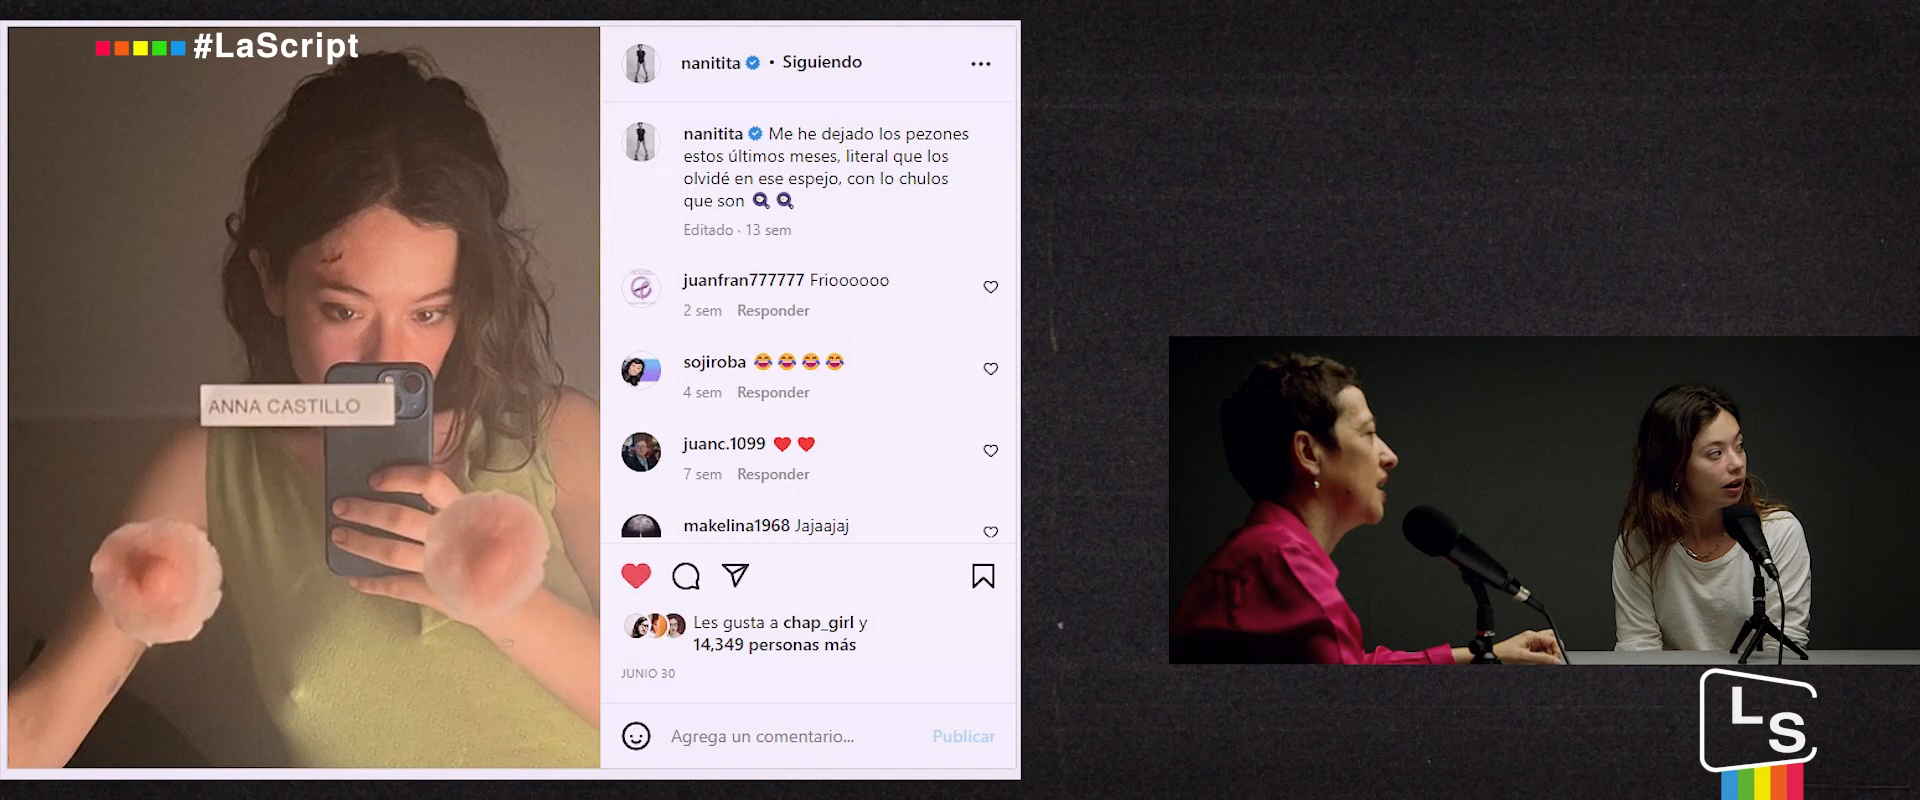 #LaScript
ANNA CASTILLO
nanitita • Siguiendo
nanitita Me he dejado los pezones
estos últimos meses, literal que los
olvidé en ese espejo, con lo chulos
que son
Editado · 13 sem
juanfran777777 Frioooooo
2 sem Responder
sojiroba
4 sem Responder
juanc.1099
7 sem Responder
makelina1968 Jajaajaj
Les gusta a chap_girl y
14,349 personas más
JUNIO 30
Agrega un comentario... Publicar
LS